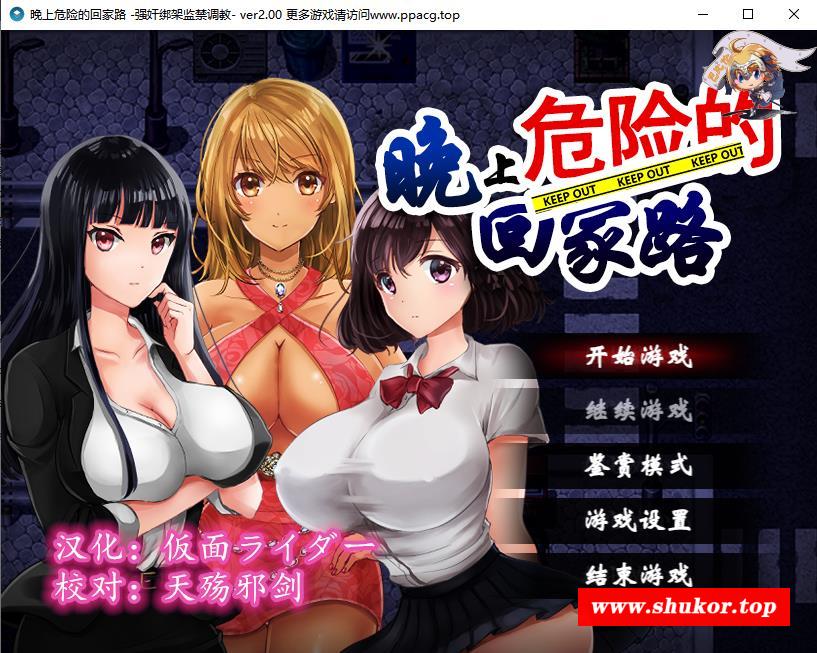 晚上危险的回家路 -强奸绑架监禁调教- ver2.00 更多游戏请访问www.ppacg.top
晚上危险的
KEEP OUT KEEP OUT KEEP OUT
回家路
开始游戏
继续游戏
鉴赏模式
游戏设置
结束游戏
汉化：仮面ライダー
校对：天殇邪剑
www.shukor.top